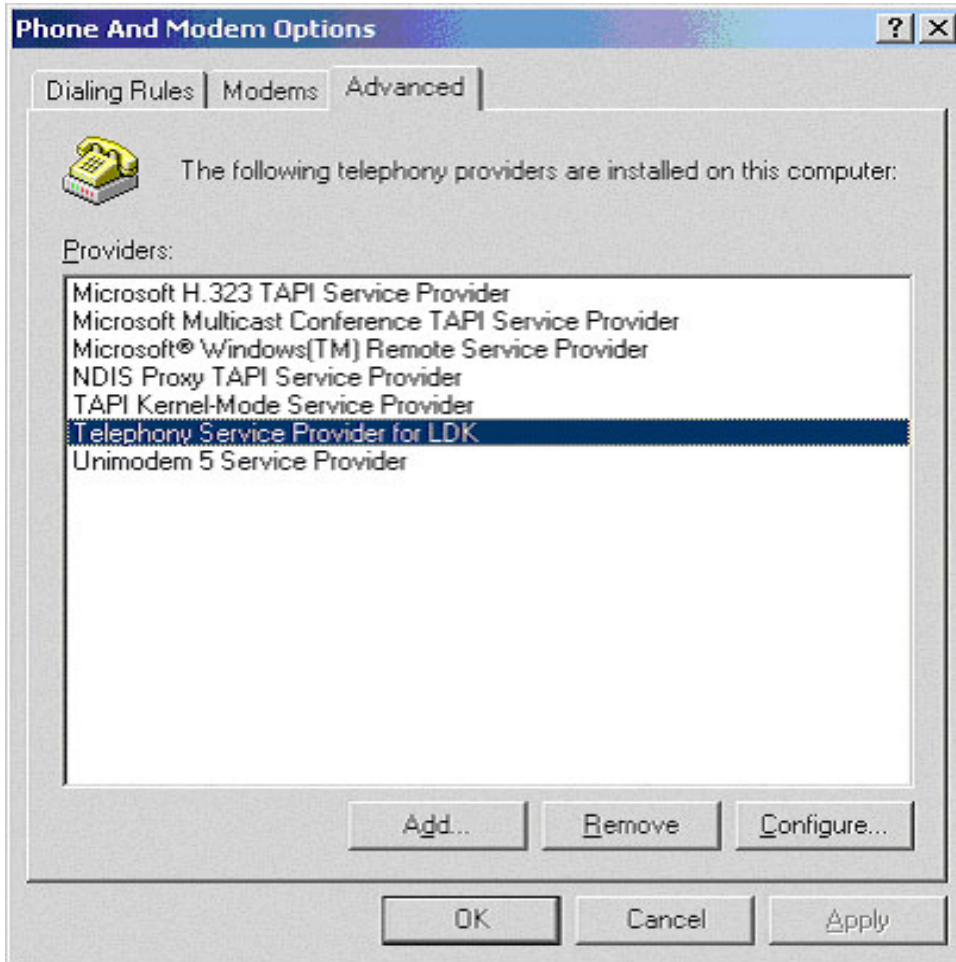 Phone And Modem Options
Dialing Rules
Modems
Advanced
The following telephony providers are installed on this computer:
Providers:
Microsoft H.323 TAPI Service Provider
Microsoft Multicast Conference TAPI Service Provider
Microsoft® Windows(TM) Remote Service Provider
NDIS Proxy TAPI Service Provider
TAPI Kernel-Mode Service Provider
Telephony Service Provider for LDK
Unimodem 5 Service Provider
Add...
Remove
Configure...
OK
Cancel
Apply